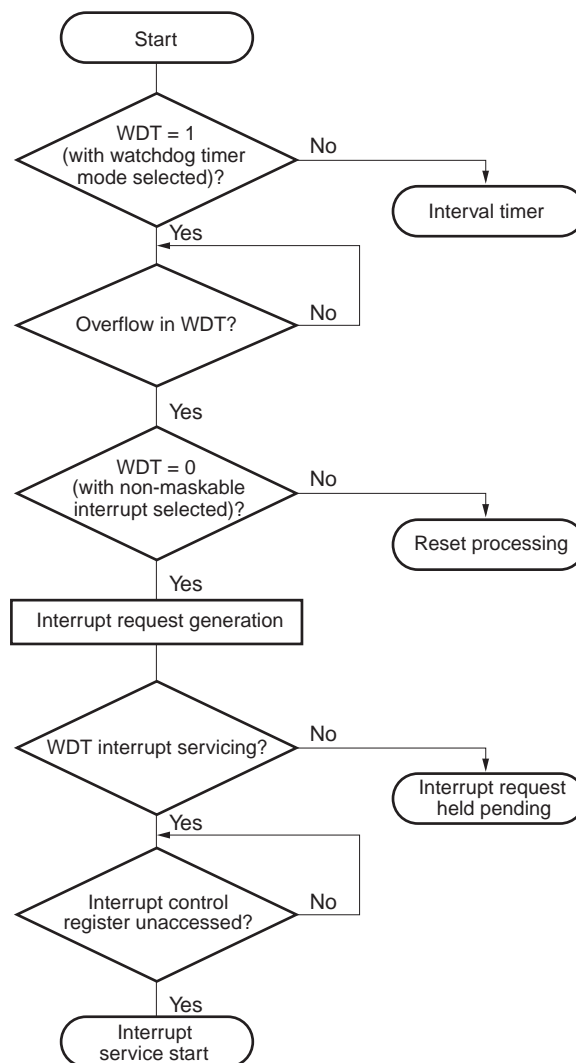 Start
WDT = 1
(with watchdog timer
mode selected)?
No
Interval timer
Yes
Overflow in WDT?
No
Yes
WDT = 0
(with non-maskable
interrupt selected)?
No
Reset processing
Yes
Interrupt request generation
WDT interrupt servicing?
No
Interrupt request
held pending
Yes
Interrupt control
register unaccessed?
No
Yes
Interrupt
service start